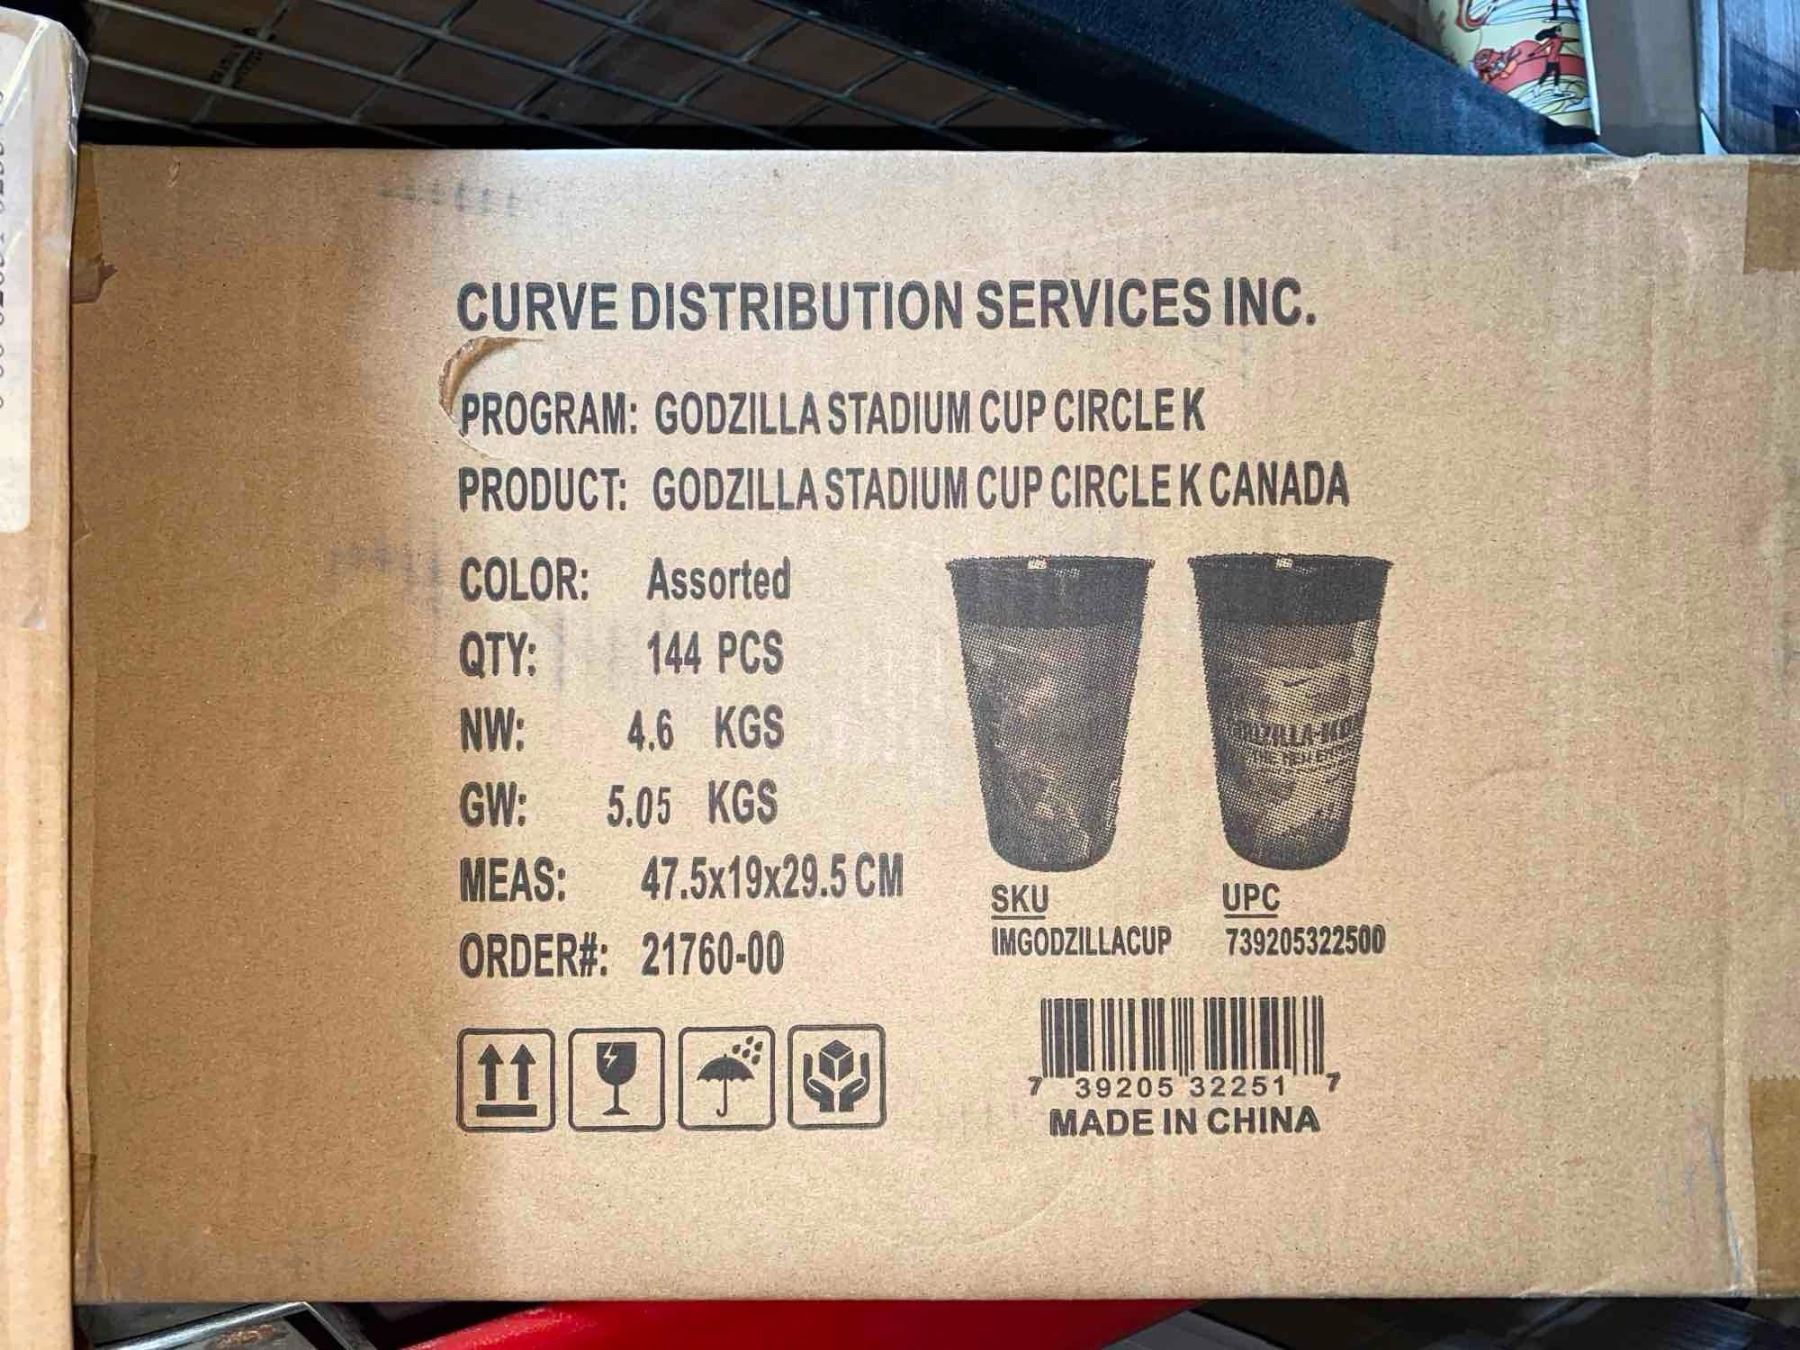 CURVE DISTRIBUTION SERVICES INC.
PROGRAM: GODZILLA STADIUM CUP CIRCLE K
PRODUCT: GODZILLA STADIUM CUP CIRCLE K CANADA
COLOR: Assorted
QTY: 144 PCS
NW: 4.6 KGS
GW: 5.05 KGS
MEAS: 47.5x19x29.5 CM
ORDER#: 21760-00
GODZILLA
SKU UPC
IMGODZILLACUP 739205322500
7 39205 32251 7
MADE IN CHINA